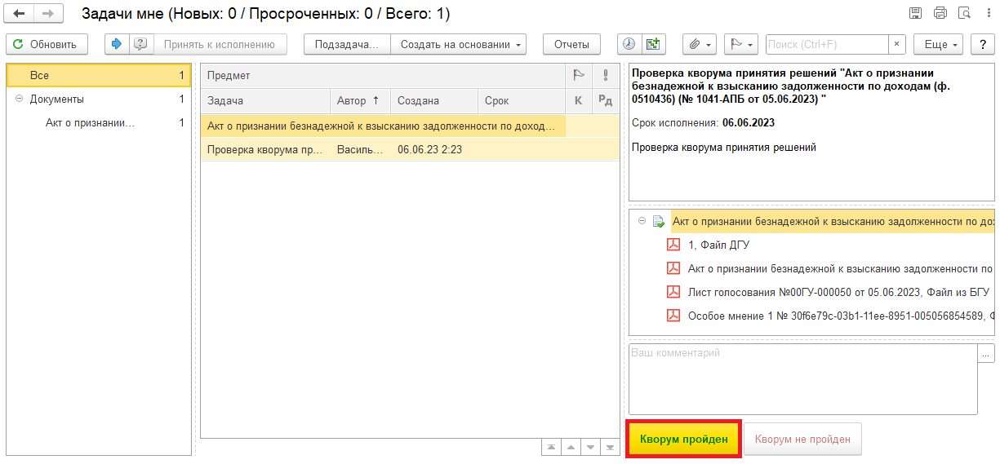 Задачи мне (Новых: 0 / Просроченных: 0 / Всего: 1)
Обновить
Принять к исполнению
Подзадача...
Создать на основании
Отчеты
Поиск (Ctrl+F)
×
Еще
?
Все 1
Документы 1
Акт о признании... 1
Предмет
Задача Автор ↑ Создана Срок К РД
Акт о признании безнадежной к взысканию задолженности по доход...
Проверка кворума пр... Василь... 06.06.23 2:23
Проверка кворума принятия решений "Акт о признании
безнадежной к взысканию задолженности по доходам (ф.
0510436) (№ 1041-АПБ от 05.06.2023) "
Срок исполнения: 06.06.2023
Проверка кворума принятия решений
Акт о признании безнадежной к взысканию задолженности по до
1, Файл ДГУ
Акт о признании безнадежной к взысканию задолженности по
Лист голосования №00ГУ-000050 от 05.06.2023, Файл из БГУ
Особое мнение 1 № 30f6e79c-03b1-11ee-8951-005056854589, Ф
Ваш комментарий
...
Кворум пройден
Кворум не пройден